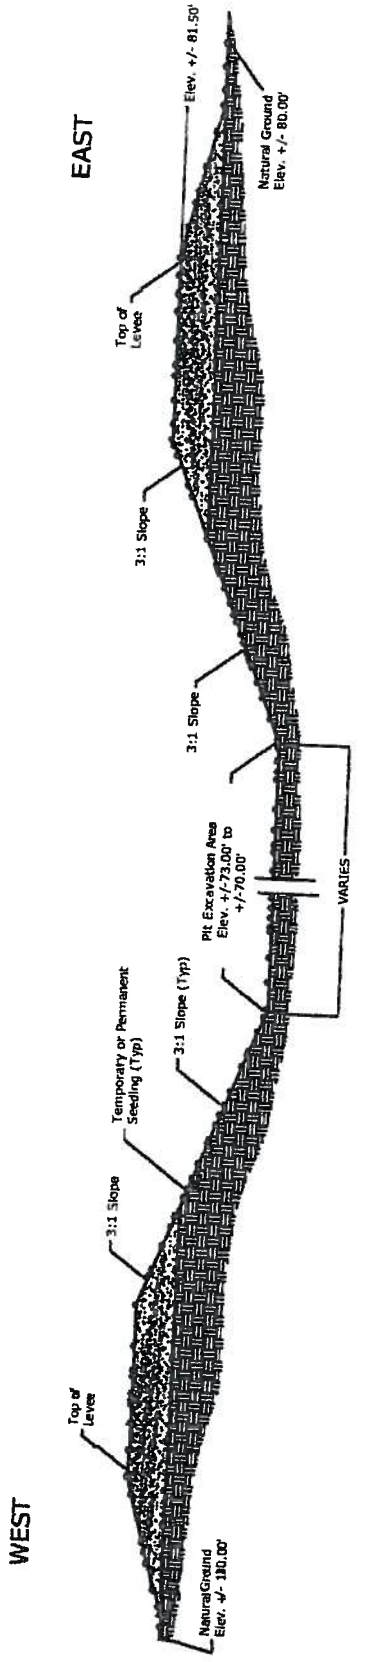 WEST
EAST
Top of
Levee
3:1 Slope
Temporary or Permanent
Seeding (Typ)
3:1 Slope (Typ)
Pit Excavation Area
Elev. +/-73.00' to
+/-70.00'
3:1 Slope
3:1 Slope
Top of
Levee
Elev. +/- 81.50'
Natural Ground
Elev. +/-
Natural Ground
Elev. +/- 80.00'
VARIES